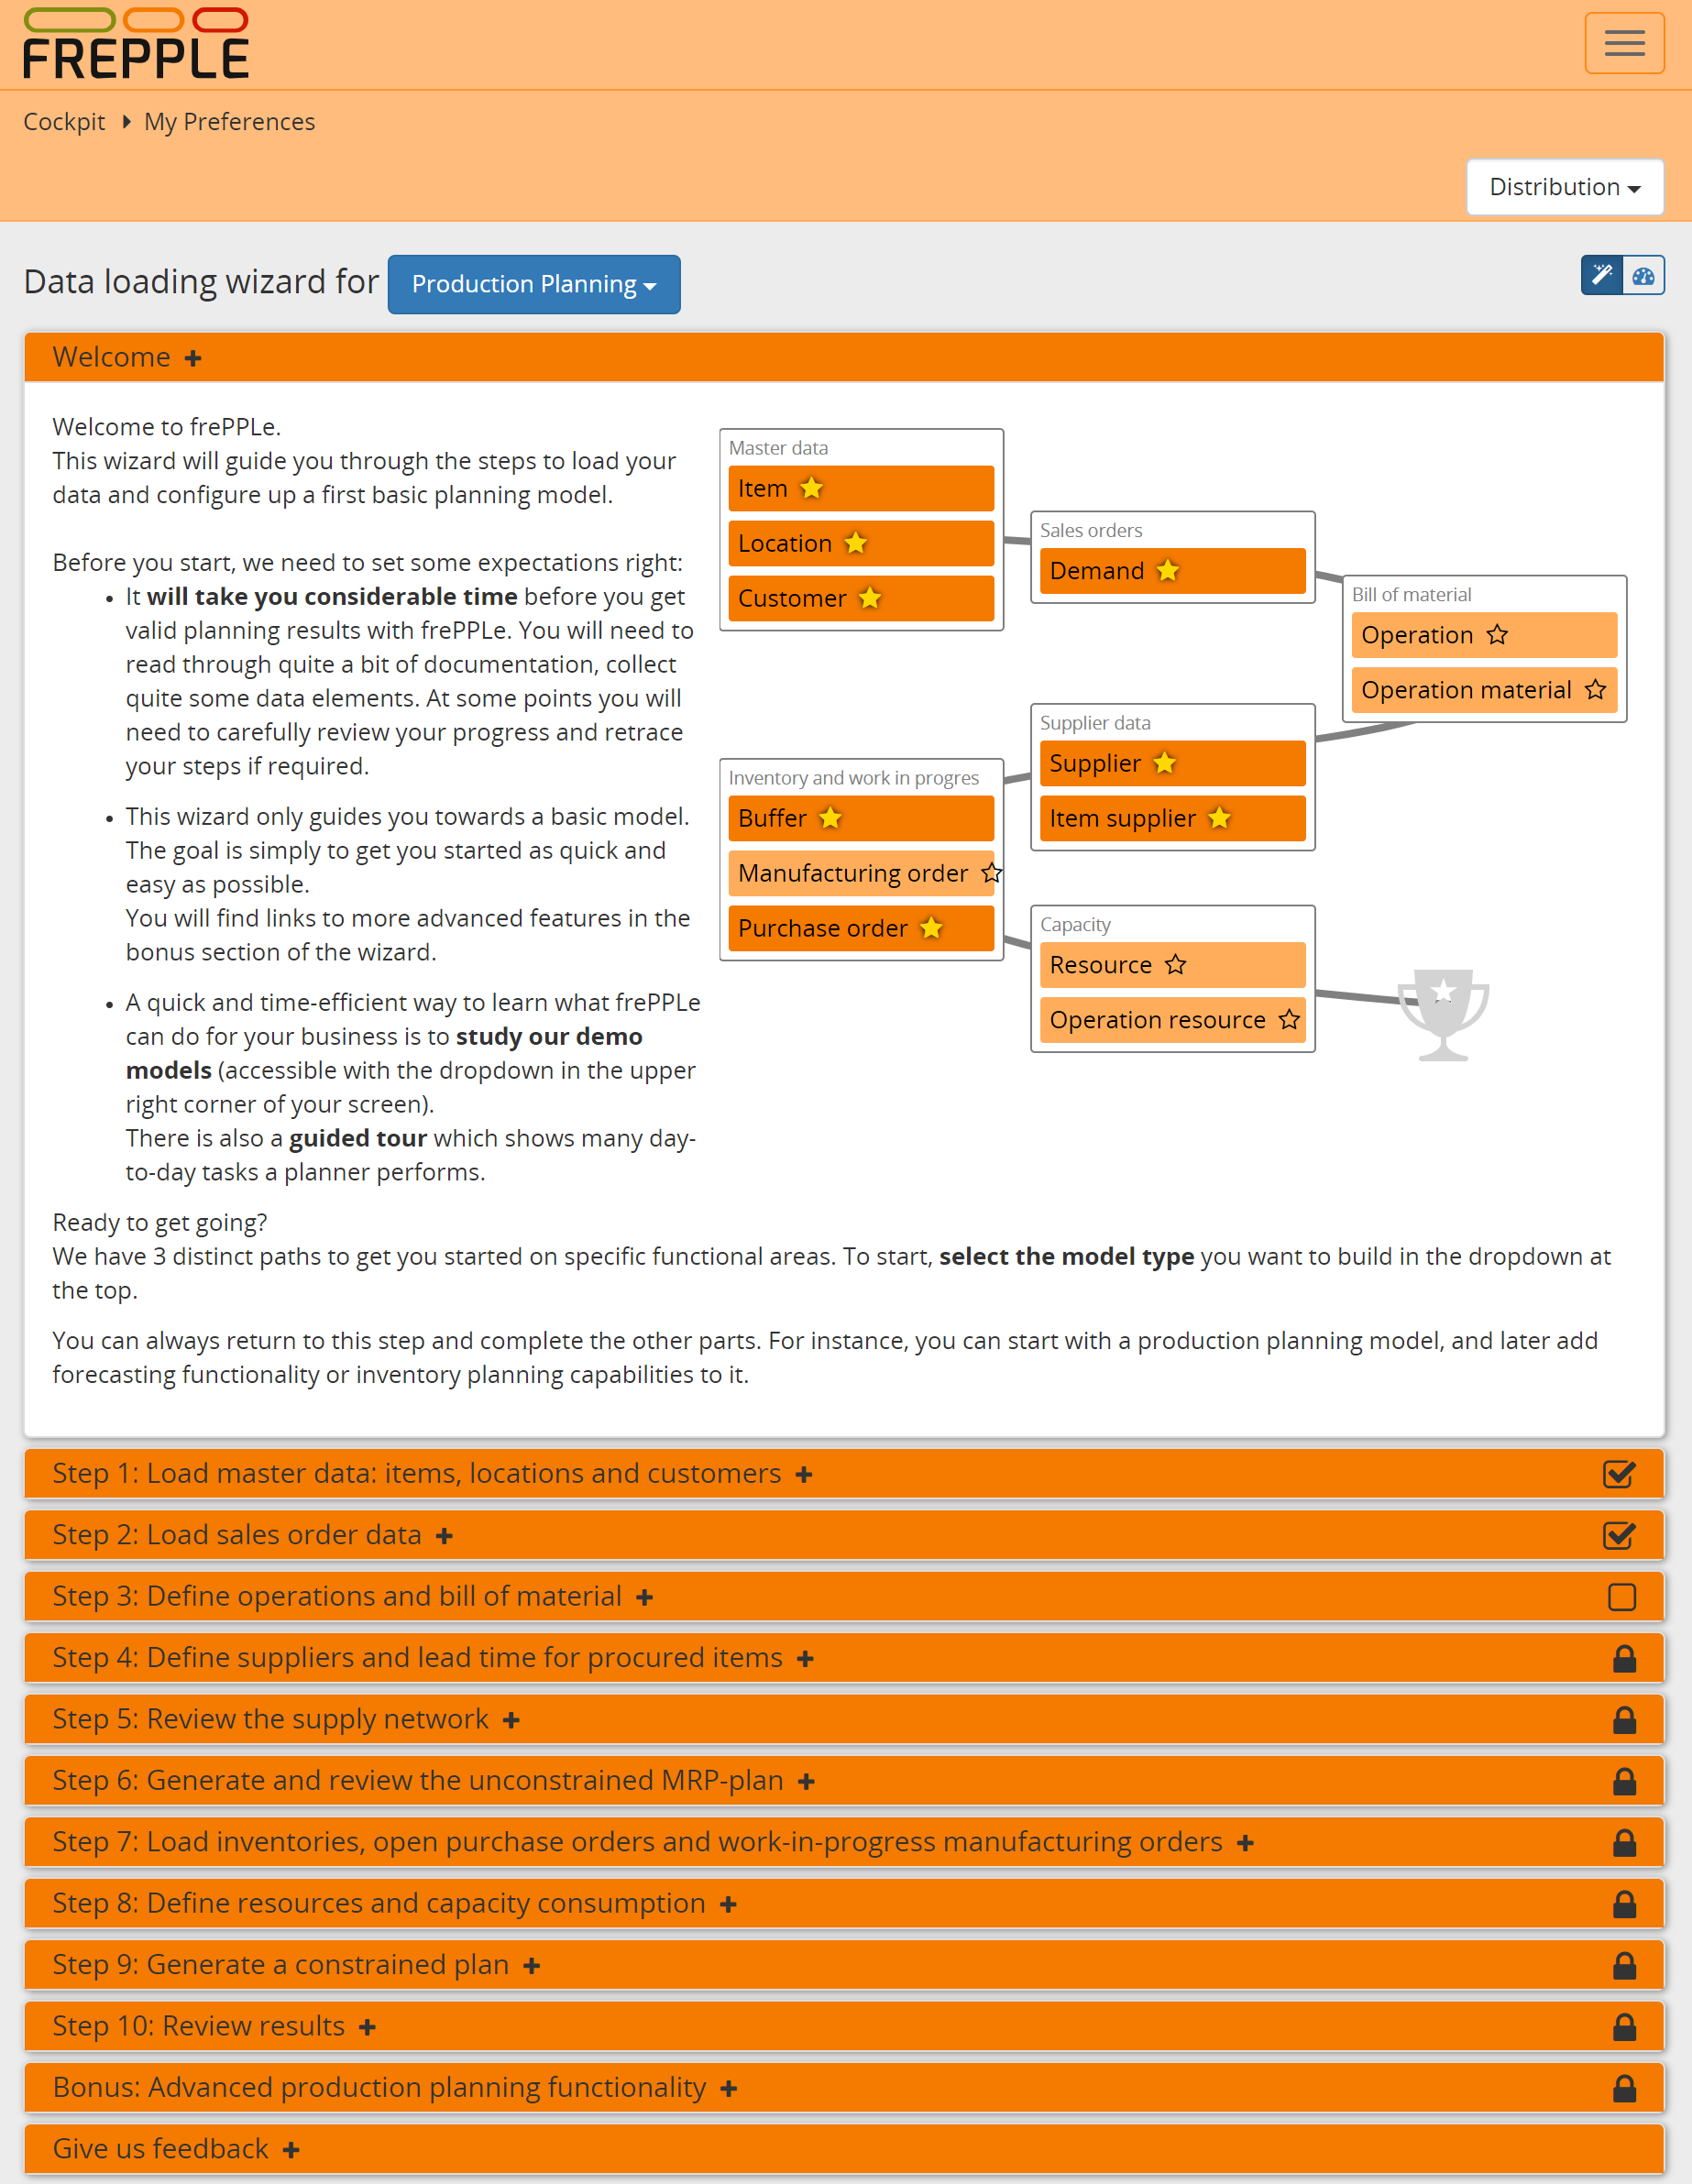 FREPPLE
Cockpit My Preferences
Distribution
Data loading wizard for Production Planning
Welcome
Welcome to frePPLe.
This wizard will guide you through the steps to load your
data and configure up a first basic planning model.
Before you start, we need to set some expectations right:
It will take you considerable time before you get
valid planning results with frePPLe. You will need to
read through quite a bit of documentation, collect
quite some data elements. At some points you will
need to carefully review your progress and retrace
your steps if required.
This wizard only guides you towards a basic model.
The goal is simply to get you started as quick and
easy as possible.
You will find links to more advanced features in the
bonus section of the wizard.
A quick and time-efficient way to learn what frePPLe
can do for your business is to study our demo
models (accessible with the dropdown in the upper
right corner of your screen).
There is also a guided tour which shows many day-
to-day tasks a planner performs.
Master data
Item
Location
Customer
Sales orders
Demand
Bill of material
Operation
Operation material
Supplier data
Supplier
Item supplier
Inventory and work in progres
Buffer
Manufacturing order
Purchase order
Capacity
Resource
Operation resource
Ready to get going?
We have 3 distinct paths to get you started on specific functional areas. To start, select the model type you want to build in the dropdown at
the top.
You can always return to this step and complete the other parts. For instance, you can start with a production planning model, and later add
forecasting functionality or inventory planning capabilities to it.
Step 1: Load master data: items, locations and customers
Step 2: Load sales order data
Step 3: Define operations and bill of material
Step 4: Define suppliers and lead time for procured items
Step 5: Review the supply network
Step 6: Generate and review the unconstrained MRP-plan
Step 7: Load inventories, open purchase orders and work-in-progress manufacturing orders
Step 8: Define resources and capacity consumption
Step 9: Generate a constrained plan
Step 10: Review results
Bonus: Advanced production planning functionality
Give us feedback